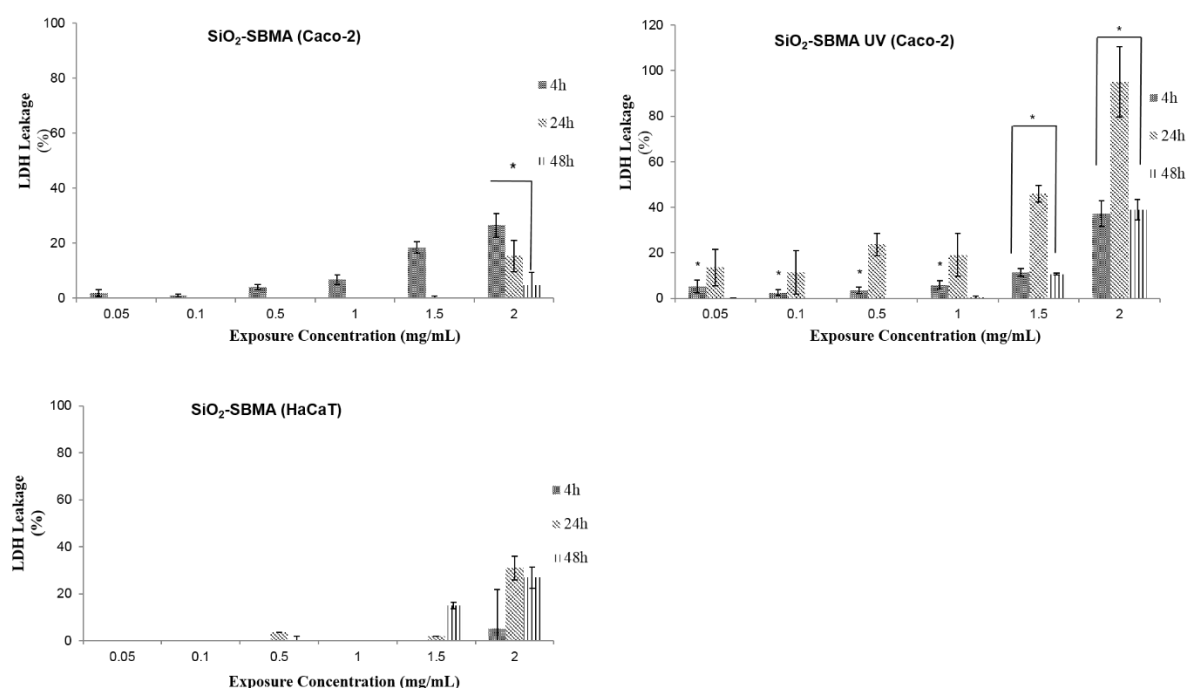 SiO₂-SBMA (Caco-2)
LDH Leakage
(%)
100
80
60
40
20
0
*
4h
24h
48h
0.05 0.1 0.5 1 1.5 2
Exposure Concentration (mg/mL)
SiO₂-SBMA UV (Caco-2)
LDH Leakage
(%)
120
100
80
60
40
20
0
*
*
* * * *
4h
24h
48h
0.05 0.1 0.5 1 1.5 2
Exposure Concentration (mg/mL)
SiO₂-SBMA (HaCaT)
LDH Leakage
(%)
100
80
60
40
20
0
4h
24h
48h
0.05 0.1 0.5 1 1.5 2
Exposure Concentration (mg/mL)